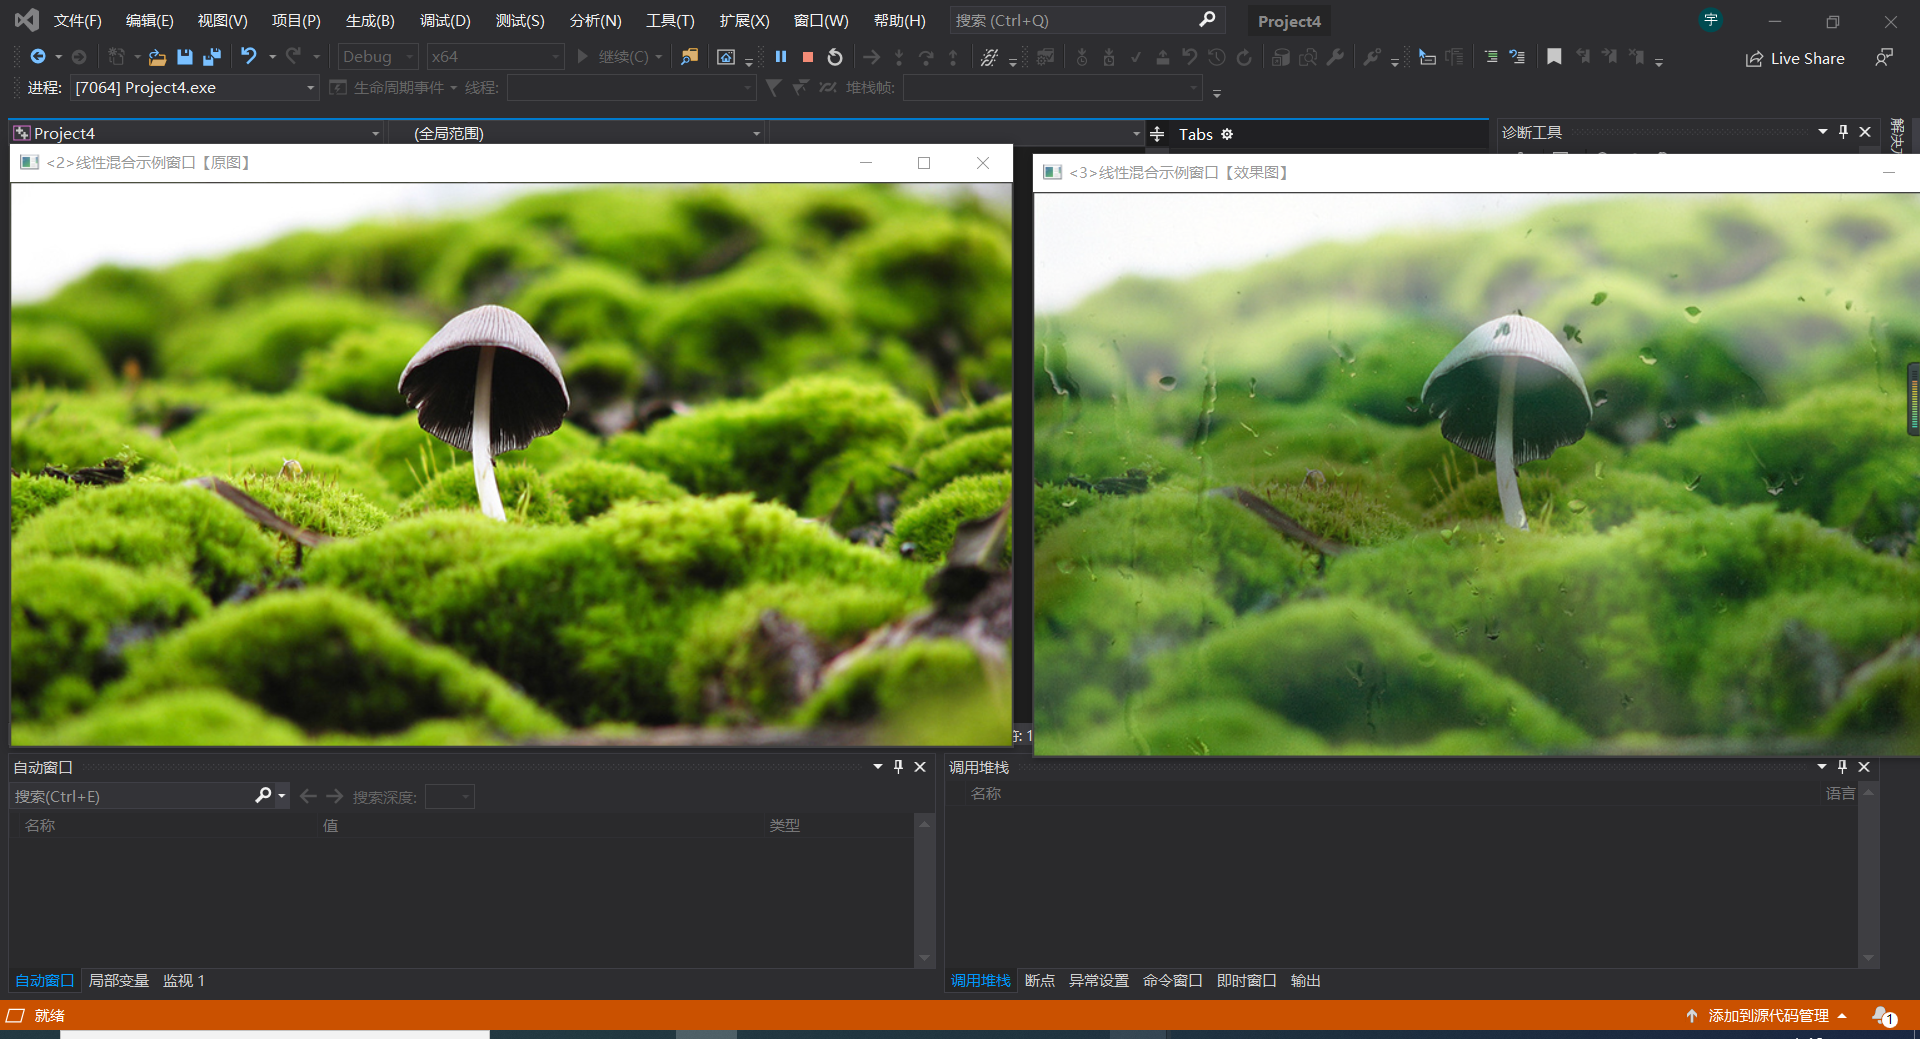 文件(F) 编辑(E) 视图(V) 项目(P) 生成(B) 调试(D) 测试(S) 分析(N) 工具(T) 扩展(X) 窗口(W) 帮助(H) 搜索 (Ctrl+Q) Project4 宇
Debug x64 继续(C) Live Share
进程: [7064] Project4.exe 生命周期事件 线程: 堆栈帧:
Project4 (全局范围) Tabs 诊断工具
<2>线性混合示例窗口【原图】
<3>线性混合示例窗口【效果图】
自动窗口
搜索(Ctrl+E) 搜索深度:
名称 值 类型
自动窗口 局部变量 监视 1
调用堆栈
名称 语言
调用堆栈 断点 异常设置 命令窗口 即时窗口 输出
就绪 添加到源代码管理 1